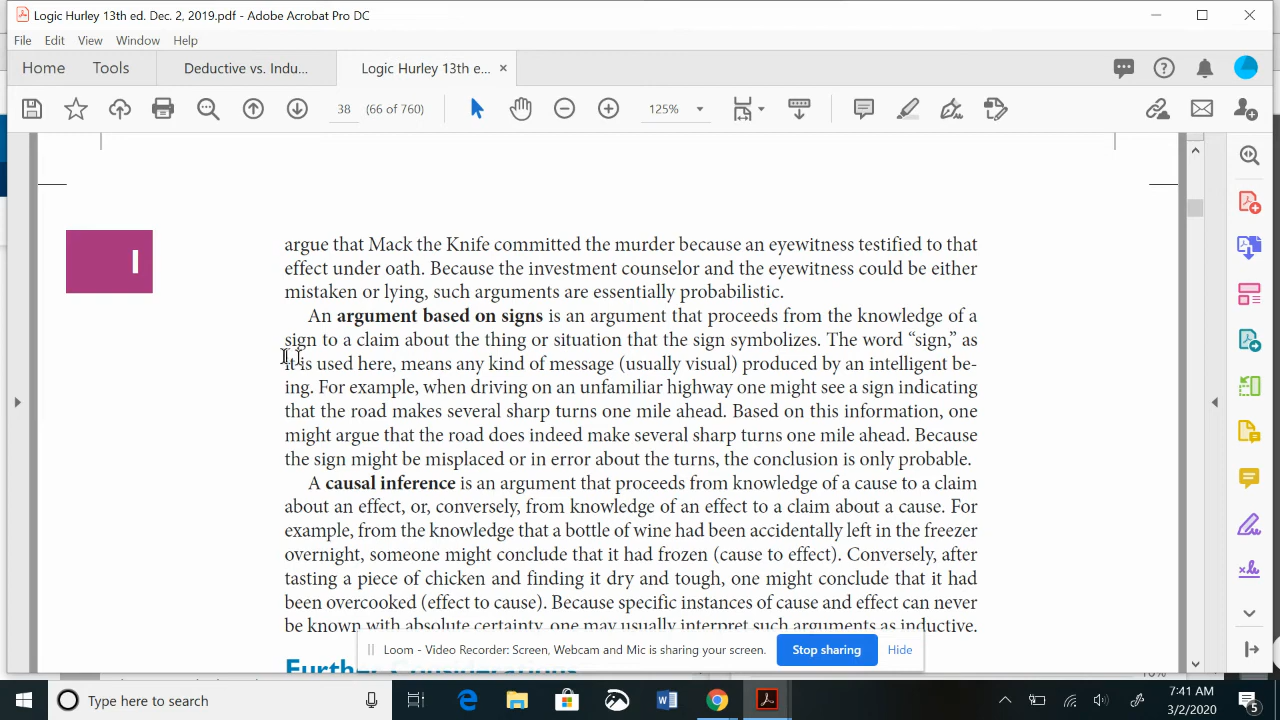 Logic Hurley 13th ed. Dec. 2, 2019.pdf - Adobe Acrobat Pro DC
File Edit View Window Help
Home Tools Deductive vs. Indu... Logic Hurley 13th e... ×
38 (66 of 760) 125%
I
argue that Mack the Knife committed the murder because an eyewitness testified to that
effect under oath. Because the investment counselor and the eyewitness could be either
mistaken or lying, such arguments are essentially probabilistic.
An argument based on signs is an argument that proceeds from the knowledge of a
sign to a claim about the thing or situation that the sign symbolizes. The word “sign,” as
it is used here, means any kind of message (usually visual) produced by an intelligent be-
ing. For example, when driving on an unfamiliar highway one might see a sign indicating
that the road makes several sharp turns one mile ahead. Based on this information, one
might argue that the road does indeed make several sharp turns one mile ahead. Because
the sign might be misplaced or in error about the turns, the conclusion is only probable.
A causal inference is an argument that proceeds from knowledge of a cause to a claim
about an effect, or, conversely, from knowledge of an effect to a claim about a cause. For
example, from the knowledge that a bottle of wine had been accidentally left in the freezer
overnight, someone might conclude that it had frozen (cause to effect). Conversely, after
tasting a piece of chicken and finding it dry and tough, one might conclude that it had
been overcooked (effect to cause). Because specific instances of cause and effect can never
be known with absolute certainty, one may usually interpret such arguments as inductive.
Further Considerations
Loom - Video Recorder: Screen, Webcam and Mic is sharing your screen. Stop sharing Hide
Type here to search
7:41 AM
3/2/2020
5